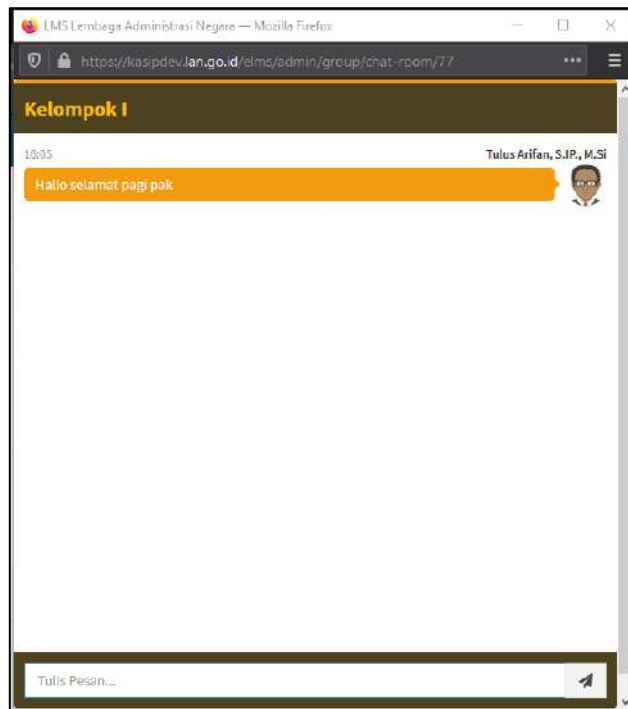 LMS Lembaga Administrasi Negara — Mozilla Firefox
https://kasipdev.lan.go.id/elms/admin/group/chat-room/77
Kelompok I
16:05 Tulus Arifan, S.IP., M.Si
Hallo selamat pagi pak
Tulis Pesan...